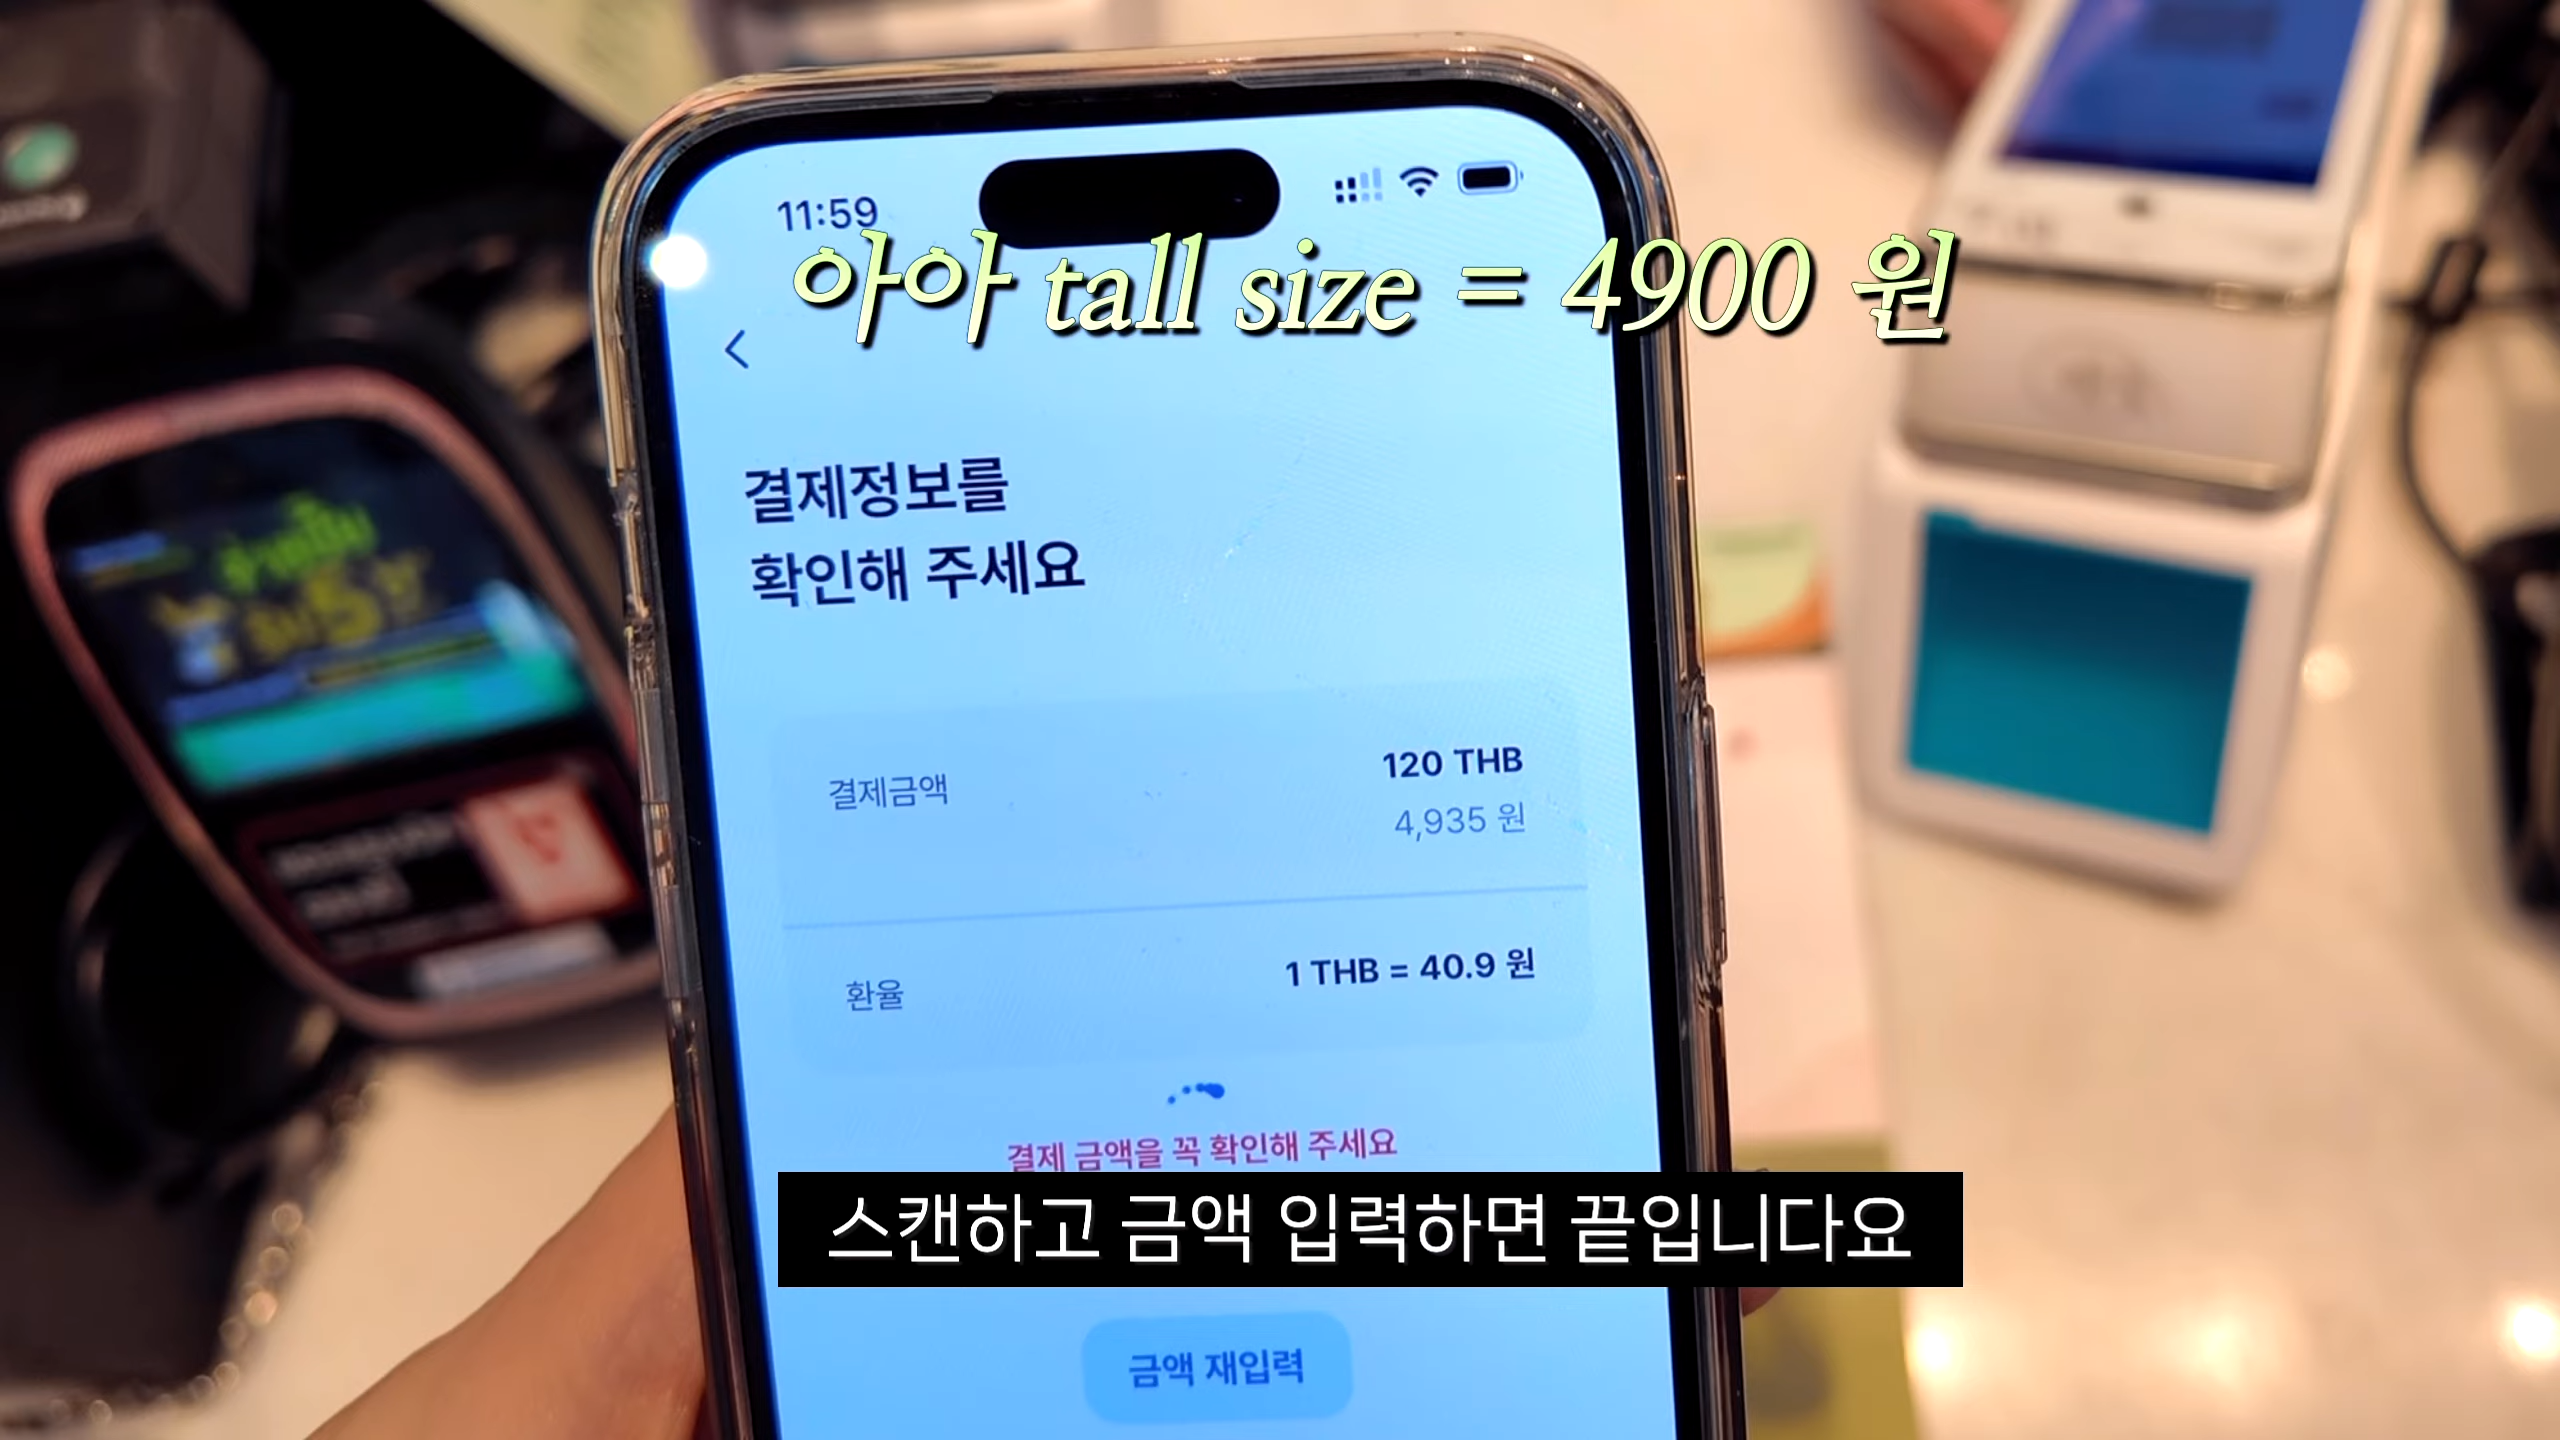 11:59
아아 tall size = 4900 원
결제정보를
확인해 주세요
결제금액
120 THB
4,935 원
환율
1 THB = 40.9 원
결제 금액을 꼭 확인해 주세요
스캔하고 금액 입력하면 끝입니다요
금액 재입력